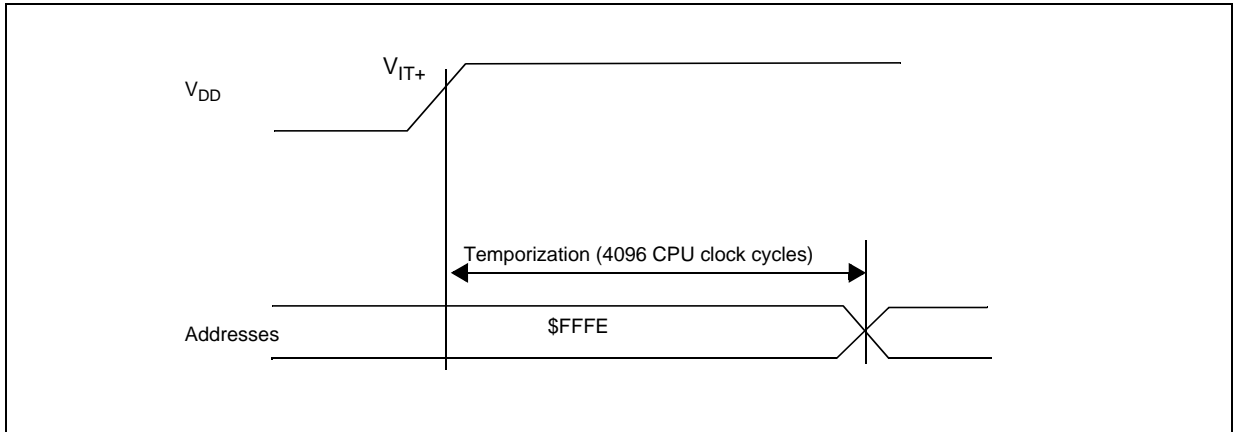 V_IT+
V_DD
Temporization (4096 CPU clock cycles)
$FFFE
Addresses